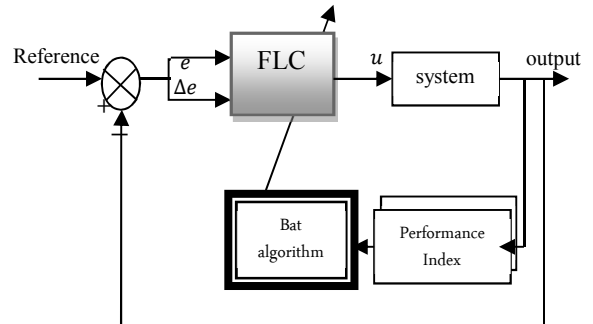 Reference
+
−
e
Δe
FLC
u
system
output
Bat
algorithm
Performance
Index